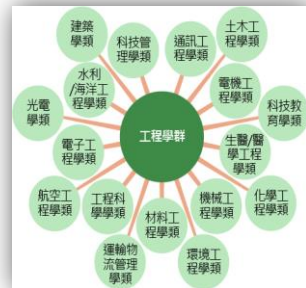 建築
學類
科技管
理學類
通訊工
程學類
土木工
程學類
水利
/海洋工
程學類
電機工
程學類
光電
學類
科技教
育學類
工程學群
電子工
程學類
生醫/醫
學工程
學類
航空工
程學類
工程科
學學類
材料工
程學類
機械工
程學類
化學工
程學類
運輸物
流管理
學類
環境工
程學類